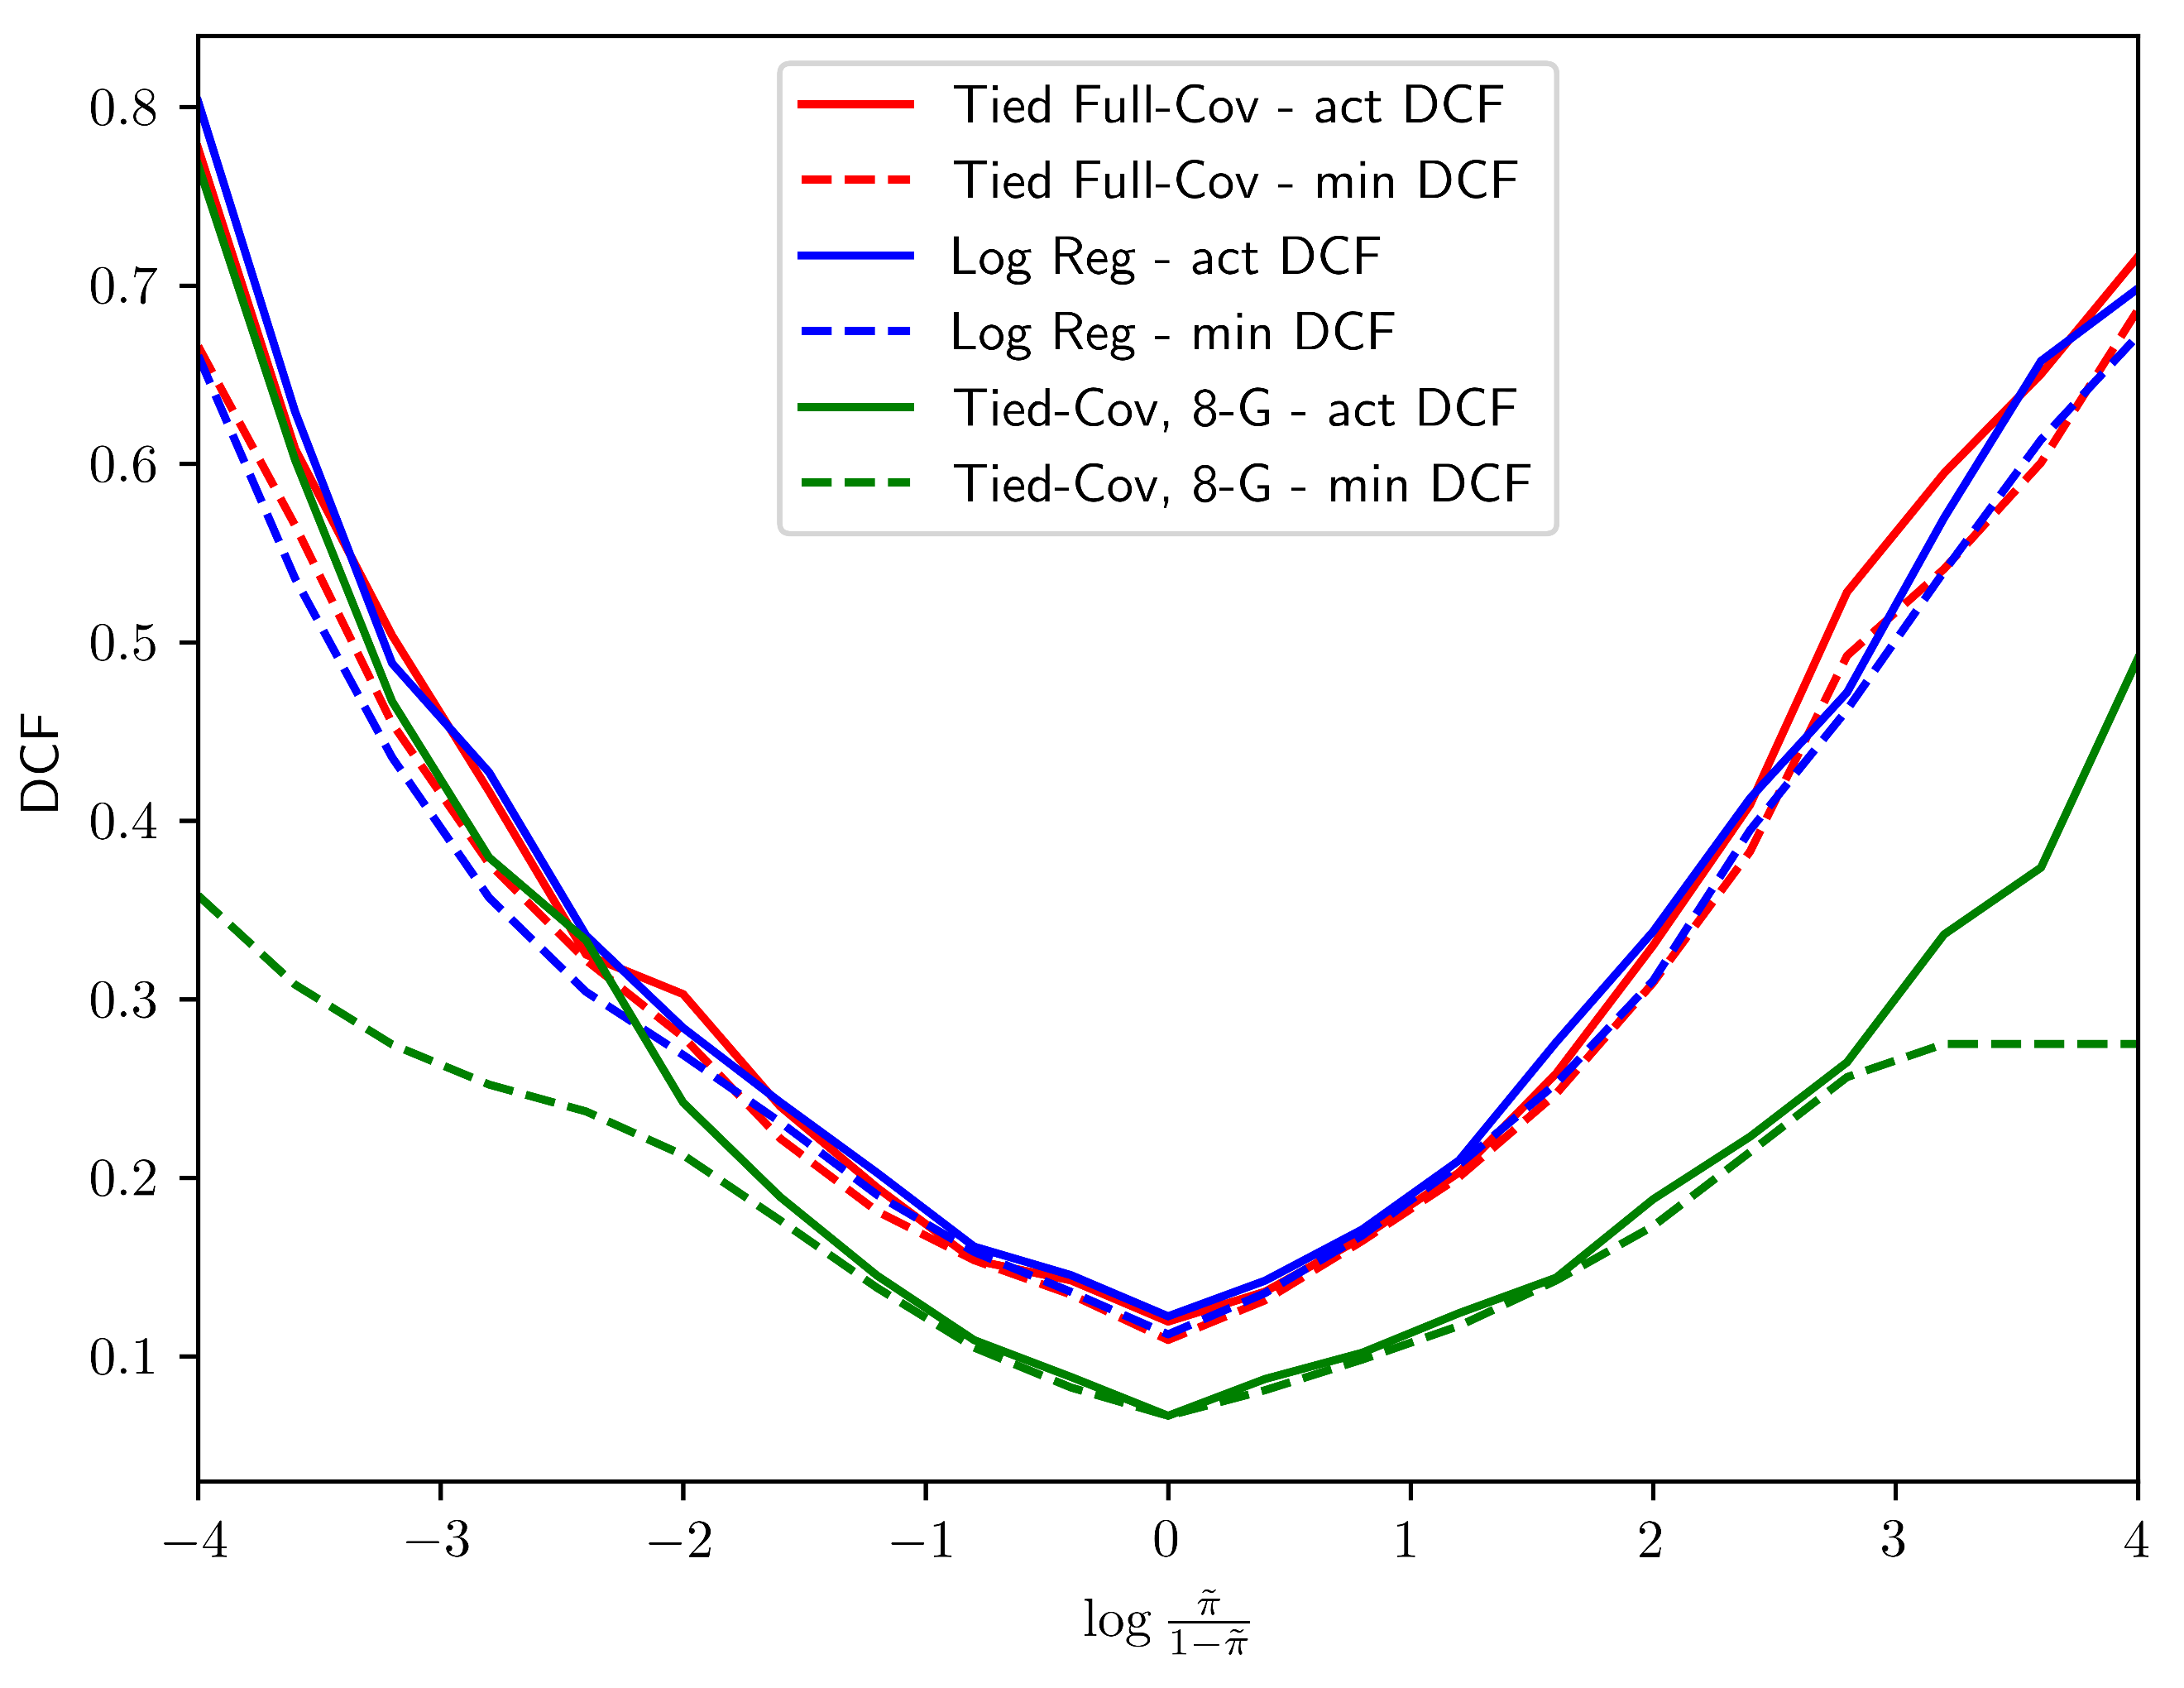 Tied Full-Cov - act DCF
Tied Full-Cov - min DCF
Log Reg - act DCF
Log Reg - min DCF
Tied-Cov, 8-G - act DCF
Tied-Cov, 8-G - min DCF
DCF
0.8
0.7
0.6
0.5
0.4
0.3
0.2
0.1
−4 −3 −2 −1 0 1 2 3 4
log π̃/(1−π̃)